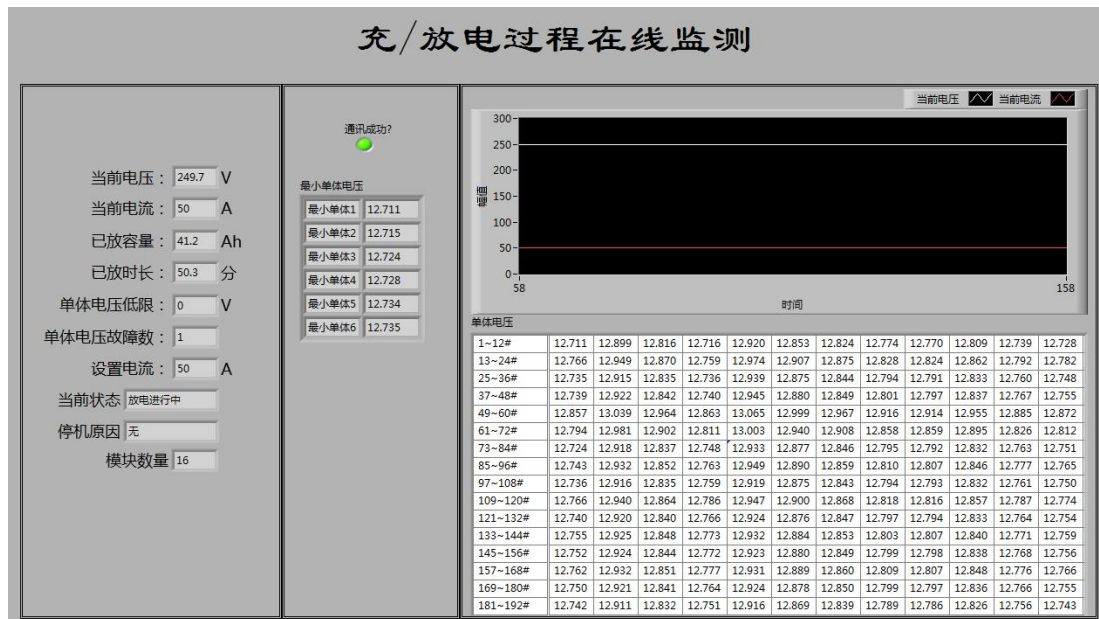 充/放电过程在线监测
当前电压： 249.7 V
当前电流： 50 A
已放容量： 41.2 Ah
已放时长： 50.3 分
单体电压低限： 0 V
单体电压故障数： 1
设置电流： 50 A
当前状态 放电进行中
停机原因 无
模块数量 16
通讯成功?
最小单体电压
最小单体1 12.711
最小单体2 12.715
最小单体3 12.724
最小单体4 12.728
最小单体5 12.734
最小单体6 12.735
当前电压 当前电流
300
250
200
150
100
50
0
幅值
58 158
时间
单体电压
1~12# 12.711 12.899 12.816 12.716 12.920 12.853 12.824 12.774 12.770 12.809 12.739 12.728
13~24# 12.766 12.949 12.870 12.759 12.974 12.907 12.875 12.828 12.824 12.862 12.792 12.782
25~36# 12.735 12.915 12.835 12.736 12.939 12.875 12.844 12.794 12.791 12.833 12.760 12.748
37~48# 12.739 12.922 12.842 12.740 12.945 12.880 12.849 12.801 12.797 12.837 12.767 12.755
49~60# 12.857 13.039 12.964 12.863 13.065 12.999 12.967 12.916 12.914 12.955 12.885 12.872
61~72# 12.794 12.981 12.902 12.811 13.003 12.940 12.908 12.858 12.859 12.895 12.826 12.812
73~84# 12.724 12.918 12.837 12.748 12.933 12.877 12.846 12.795 12.792 12.832 12.763 12.751
85~96# 12.743 12.932 12.852 12.763 12.949 12.890 12.859 12.810 12.807 12.846 12.777 12.765
97~108# 12.736 12.916 12.835 12.759 12.919 12.875 12.843 12.794 12.793 12.832 12.761 12.750
109~120# 12.766 12.940 12.864 12.786 12.947 12.900 12.868 12.818 12.816 12.857 12.787 12.774
121~132# 12.740 12.920 12.840 12.766 12.924 12.876 12.847 12.797 12.794 12.833 12.764 12.754
133~144# 12.755 12.925 12.848 12.773 12.932 12.884 12.853 12.803 12.807 12.840 12.771 12.759
145~156# 12.752 12.924 12.844 12.772 12.923 12.880 12.849 12.799 12.798 12.838 12.768 12.756
157~168# 12.762 12.932 12.851 12.777 12.931 12.889 12.860 12.809 12.807 12.848 12.776 12.766
169~180# 12.750 12.921 12.841 12.764 12.924 12.878 12.850 12.799 12.797 12.836 12.766 12.755
181~192# 12.742 12.911 12.832 12.751 12.916 12.869 12.839 12.789 12.786 12.826 12.756 12.743